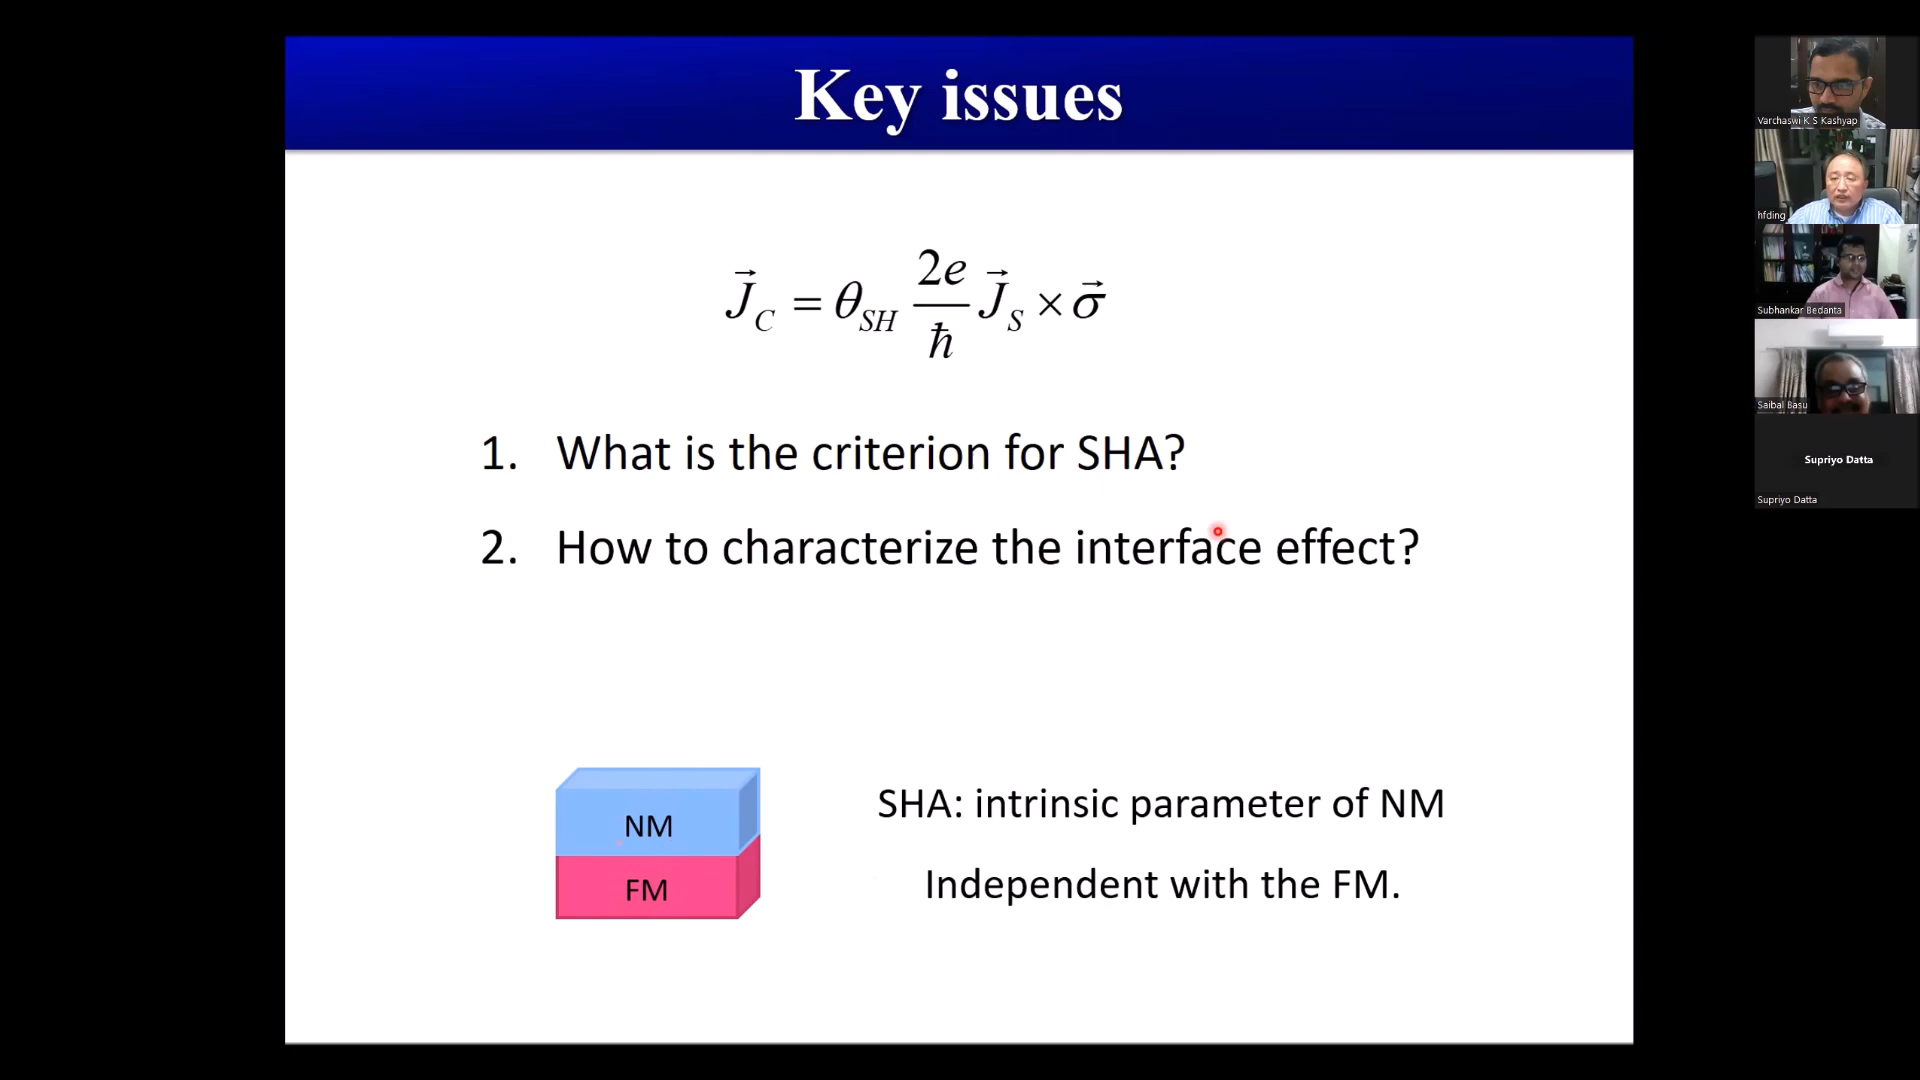 Key issues
J⃗_C = θ_SH 2e/ħ J⃗_S × σ⃗
1. What is the criterion for SHA?
2. How to characterize the interface effect?
NM
FM
SHA: intrinsic parameter of NM
Independent with the FM.
Varchaswi K S Kashyap
hfding
Subhankar Bedanta
Saibal Basu
Supriyo Datta
Supriyo Datta